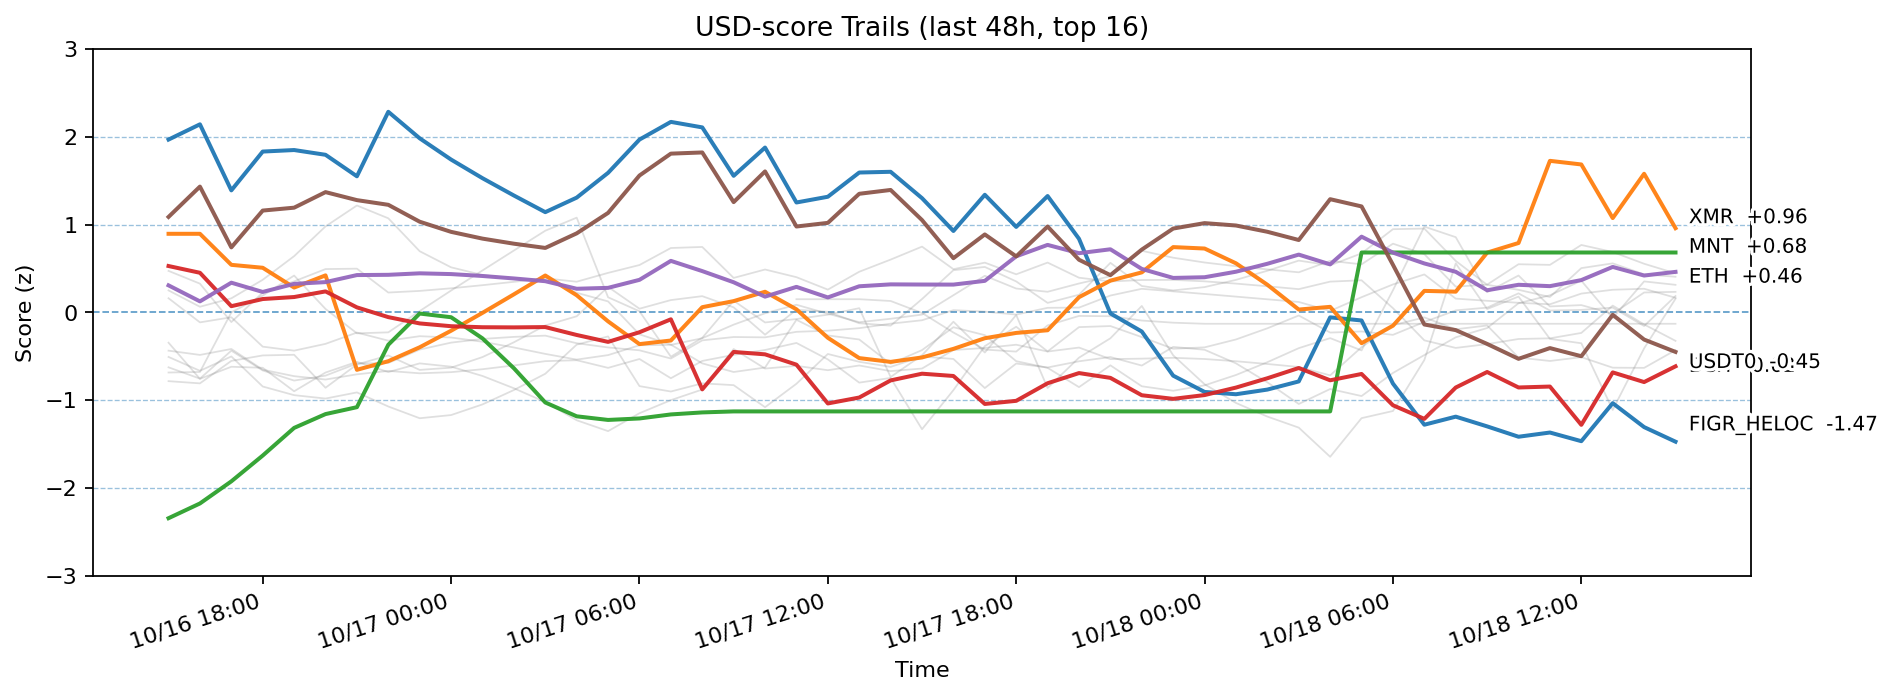 USD-score Trails (last 48h, top 16)
3
2
1
0
−1
−2
−3
Score (z)
XMR +0.96
MNT +0.68
ETH +0.46
USDT0 -0.45
FIGR_HELOC -1.47
10/16 18:00
10/17 00:00
10/17 06:00
10/17 12:00
10/17 18:00
10/18 00:00
10/18 06:00
10/18 12:00
Time